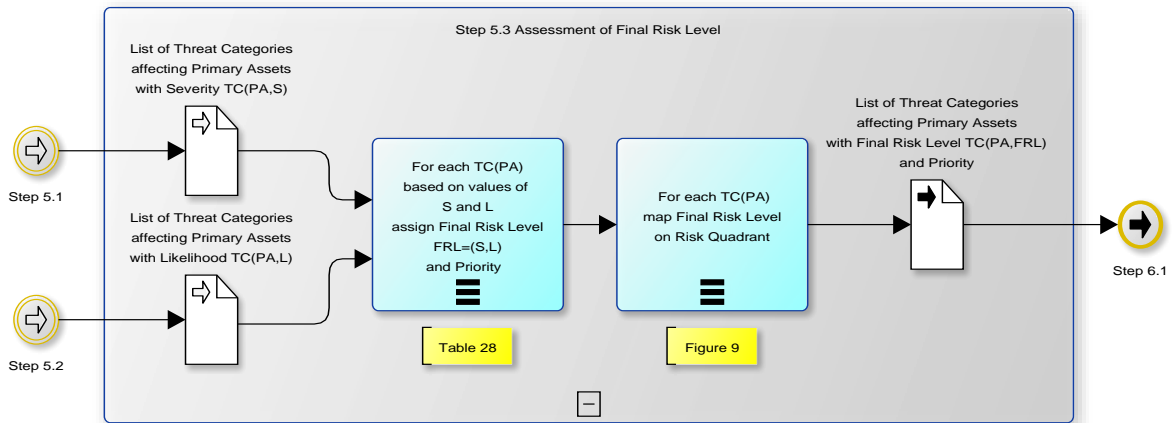 Step 5.3 Assessment of Final Risk Level
List of Threat Categories
affecting Primary Assets
with Severity TC(PA,S)
Step 5.1
List of Threat Categories
affecting Primary Assets
with Likelihood TC(PA,L)
Step 5.2
For each TC(PA)
based on values of
S and L
assign Final Risk Level
FRL=(S,L)
and Priority
Table 28
For each TC(PA)
map Final Risk Level
on Risk Quadrant
Figure 9
List of Threat Categories
affecting Primary Assets
with Final Risk Level TC(PA,FRL)
and Priority
Step 6.1